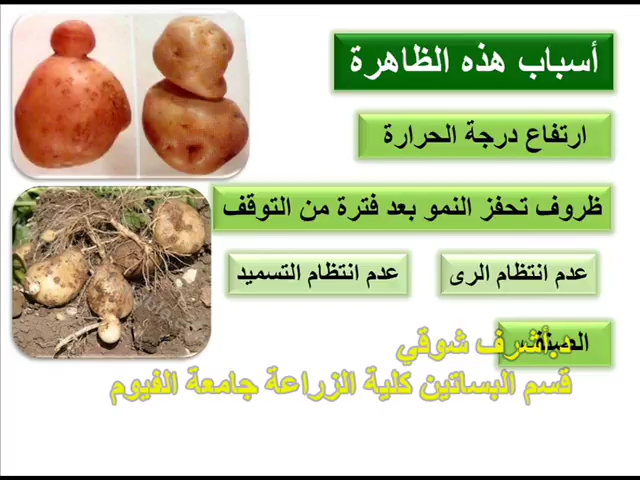 أسباب هذه الظاهرة
ارتفاع درجة الحرارة
ظروف تحفز النمو بعد فترة من التوقف
عدم انتظام الرى
عدم انتظام التسميد
الصنف
د.أشرف شوقي
قسم البساتين كلية الزراعة جامعة الفيوم